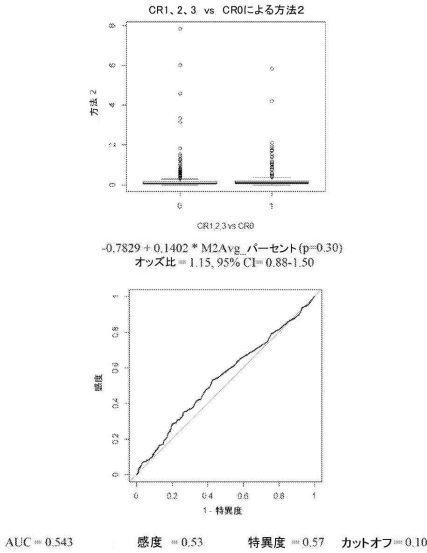 CR1、2、3 vs CR0による方法2
8
6
4
2
0
方法 2
0
1
CR1,2,3 vs CR0
-0.7829 + 0.1402 * M2Avg_パーセント(p=0.30)
オッズ比 = 1.15, 95% CI= 0.88-1.50
1
0.8
0.6
0.4
0.2
0
感度
0 0.2 0.4 0.6 0.8 1
1 - 特異度
AUC = 0.543 感度 = 0.53 特異度 = 0.57 カットオフ = 0.10